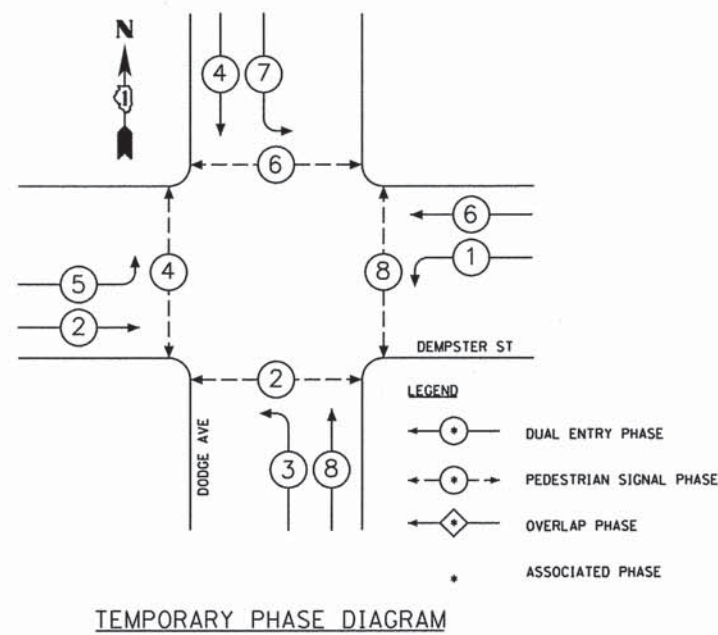 N
1
4
7
6
6
1
5
4
8
2
DEMPSTER ST
2
LEGEND
* DUAL ENTRY PHASE
DODGE AVE
3
8
* PEDESTRIAN SIGNAL PHASE
* OVERLAP PHASE
* ASSOCIATED PHASE
TEMPORARY PHASE DIAGRAM